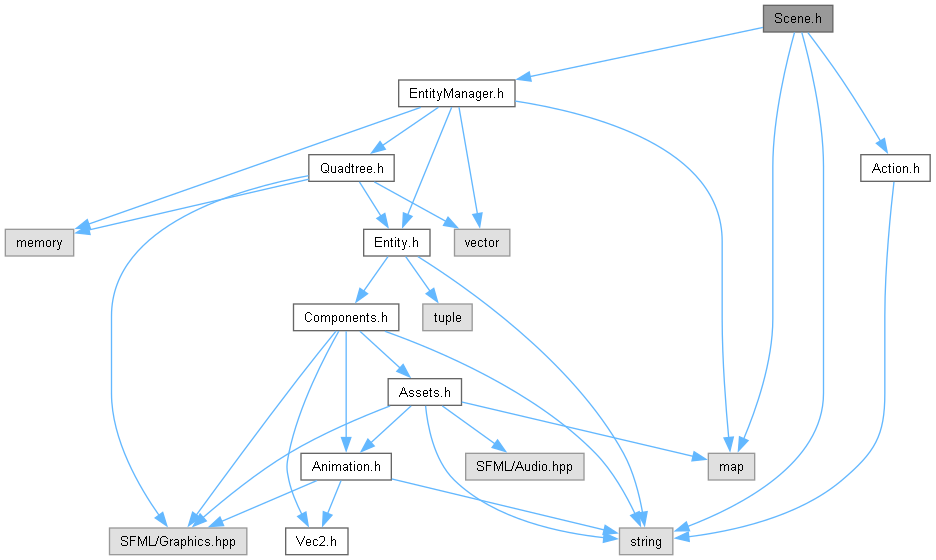 Scene.h
EntityManager.h
Quadtree.h
Action.h
memory
Entity.h
vector
Components.h
tuple
Assets.h
Animation.h
SFML/Audio.hpp
map
SFML/Graphics.hpp
Vec2.h
string